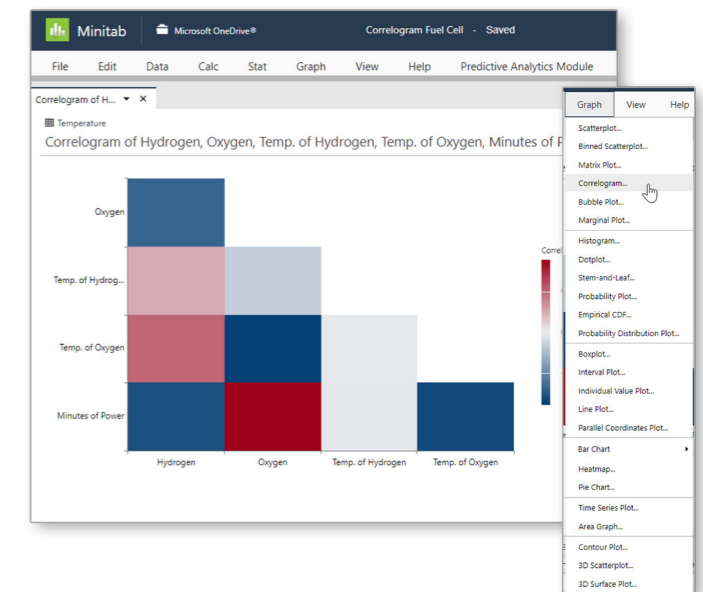 Minitab
Microsoft OneDrive®
Correlogram Fuel Cell - Saved
File Edit Data Calc Stat Graph View Help Predictive Analytics Module
Correlogram of H...
Temperature
Correlogram of Hydrogen, Oxygen, Temp. of Hydrogen, Temp. of Oxygen, Minutes of
Oxygen
Temp. of Hydrog...
Temp. of Oxygen
Minutes of Power
Hydrogen Oxygen Temp. of Hydrogen Temp. of Oxygen
Correl
Graph View Help
Scatterplot...
Binned Scatterplot...
Matrix Plot...
Correlogram...
Bubble Plot...
Marginal Plot...
Histogram...
Dotplot...
Stem-and-Leaf...
Probability Plot...
Empirical CDF...
Probability Distribution Plot...
Boxplot...
Interval Plot...
Individual Value Plot...
Line Plot...
Parallel Coordinates Plot...
Bar Chart
Heatmap...
Pie Chart...
Time Series Plot...
Area Graph...
Contour Plot...
3D Scatterplot...
3D Surface Plot...